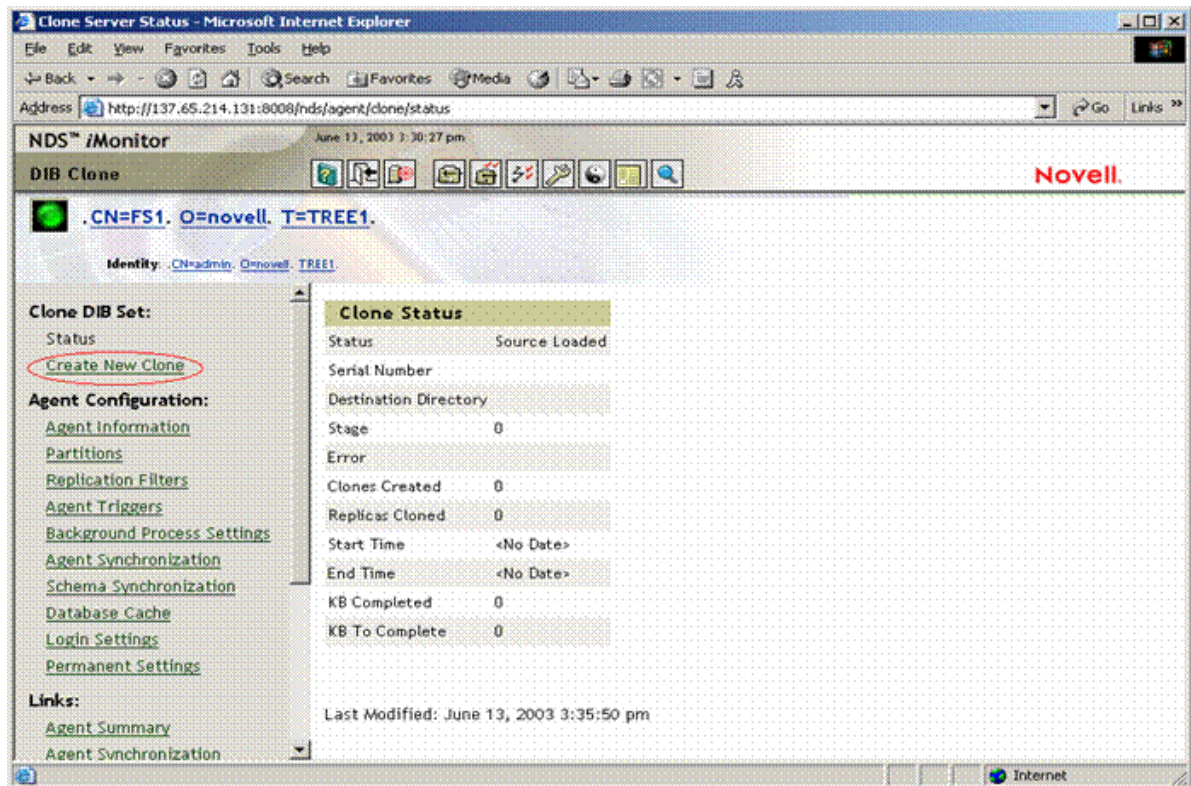 Clone Server Status - Microsoft Internet Explorer
File Edit View Favorites Tools Help
Back Search Favorites Media
Address http://137.65.214.131:8008/nds/agent/clone/status Go Links »
NDS™ iMonitor
June 13, 2003 3:30:27 pm
DIB Clone
Novell.
.CN=FS1. O=novell. T=TREE1.
Identity: .CN=admin. O=novell. TREE1.
Clone DIB Set:
Status
Create New Clone
Agent Configuration:
Agent Information
Partitions
Replication Filters
Agent Triggers
Background Process Settings
Agent Synchronization
Schema Synchronization
Database Cache
Login Settings
Permanent Settings
Links:
Agent Summary
Agent Synchronization
Clone Status
Status Source Loaded
Serial Number
Destination Directory
Stage 0
Error
Clones Created 0
Replicas Cloned 0
Start Time <No Date>
End Time <No Date>
KB Completed 0
KB To Complete 0
Last Modified: June 13, 2003 3:35:50 pm
Internet